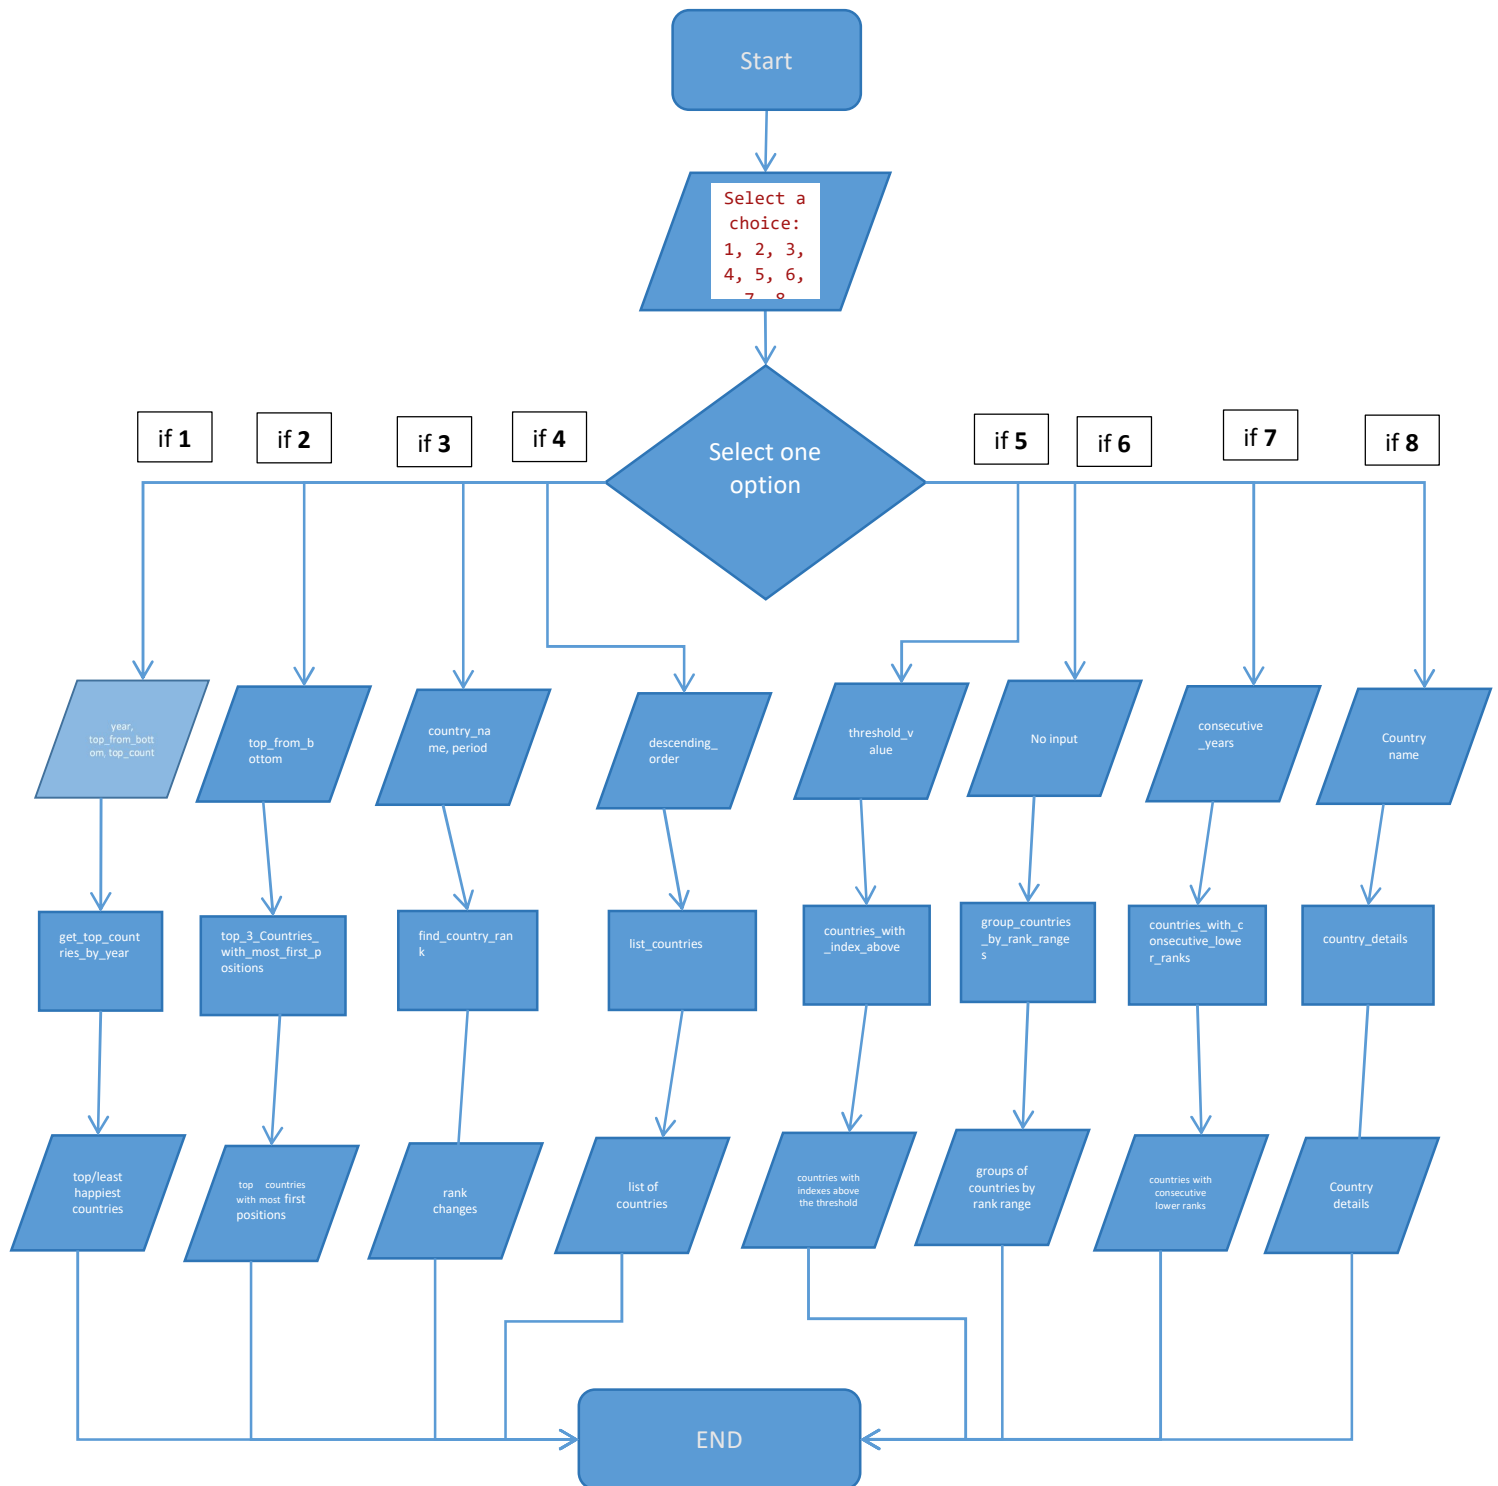 Start
Select a
choice:
1, 2, 3,
4, 5, 6,
7, 8
if 1
if 2
if 3
if 4
Select one
option
if 5
if 6
if 7
if 8
year,
top_from_bott
om, top_count
top_from_b
ottom
country_na
me, period
descending_
order
threshold_v
alue
No input
consecutive
_years
Country
name
get_top_count
ries_by_year
top_3_Countries_
with_most_first_p
ositions
find_country_ran
k
list_countries
countries_with
_index_above
group_countries
_by_rank_range
s
countries_with_c
onsecutive_lowe
r_ranks
country_details
top/least
happiest
countries
top countries
with most first
positions
rank
changes
list of
countries
countries with
indexes above
the threshold
groups of
countries by
rank range
countries with
consecutive
lower ranks
Country
details
END